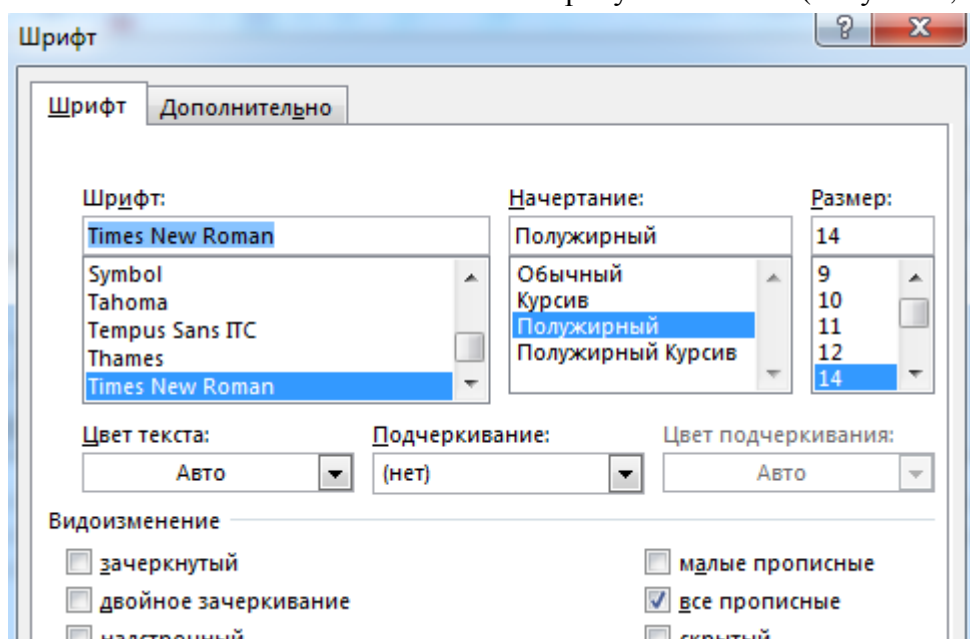 Шрифт
Шрифт Дополнительно
Шрифт: Начертание: Размер:
Times New Roman Полужирный 14
Symbol Обычный 9
Tahoma Курсив 10
Tempus Sans ITC Полужирный 11
Thames Полужирный Курсив 12
Times New Roman 14
Цвет текста: Подчеркивание: Цвет подчеркивания:
Авто (нет) Авто
Видоизменение
зачеркнутый малые прописные
двойное зачеркивание все прописные
надстрочный скрытый